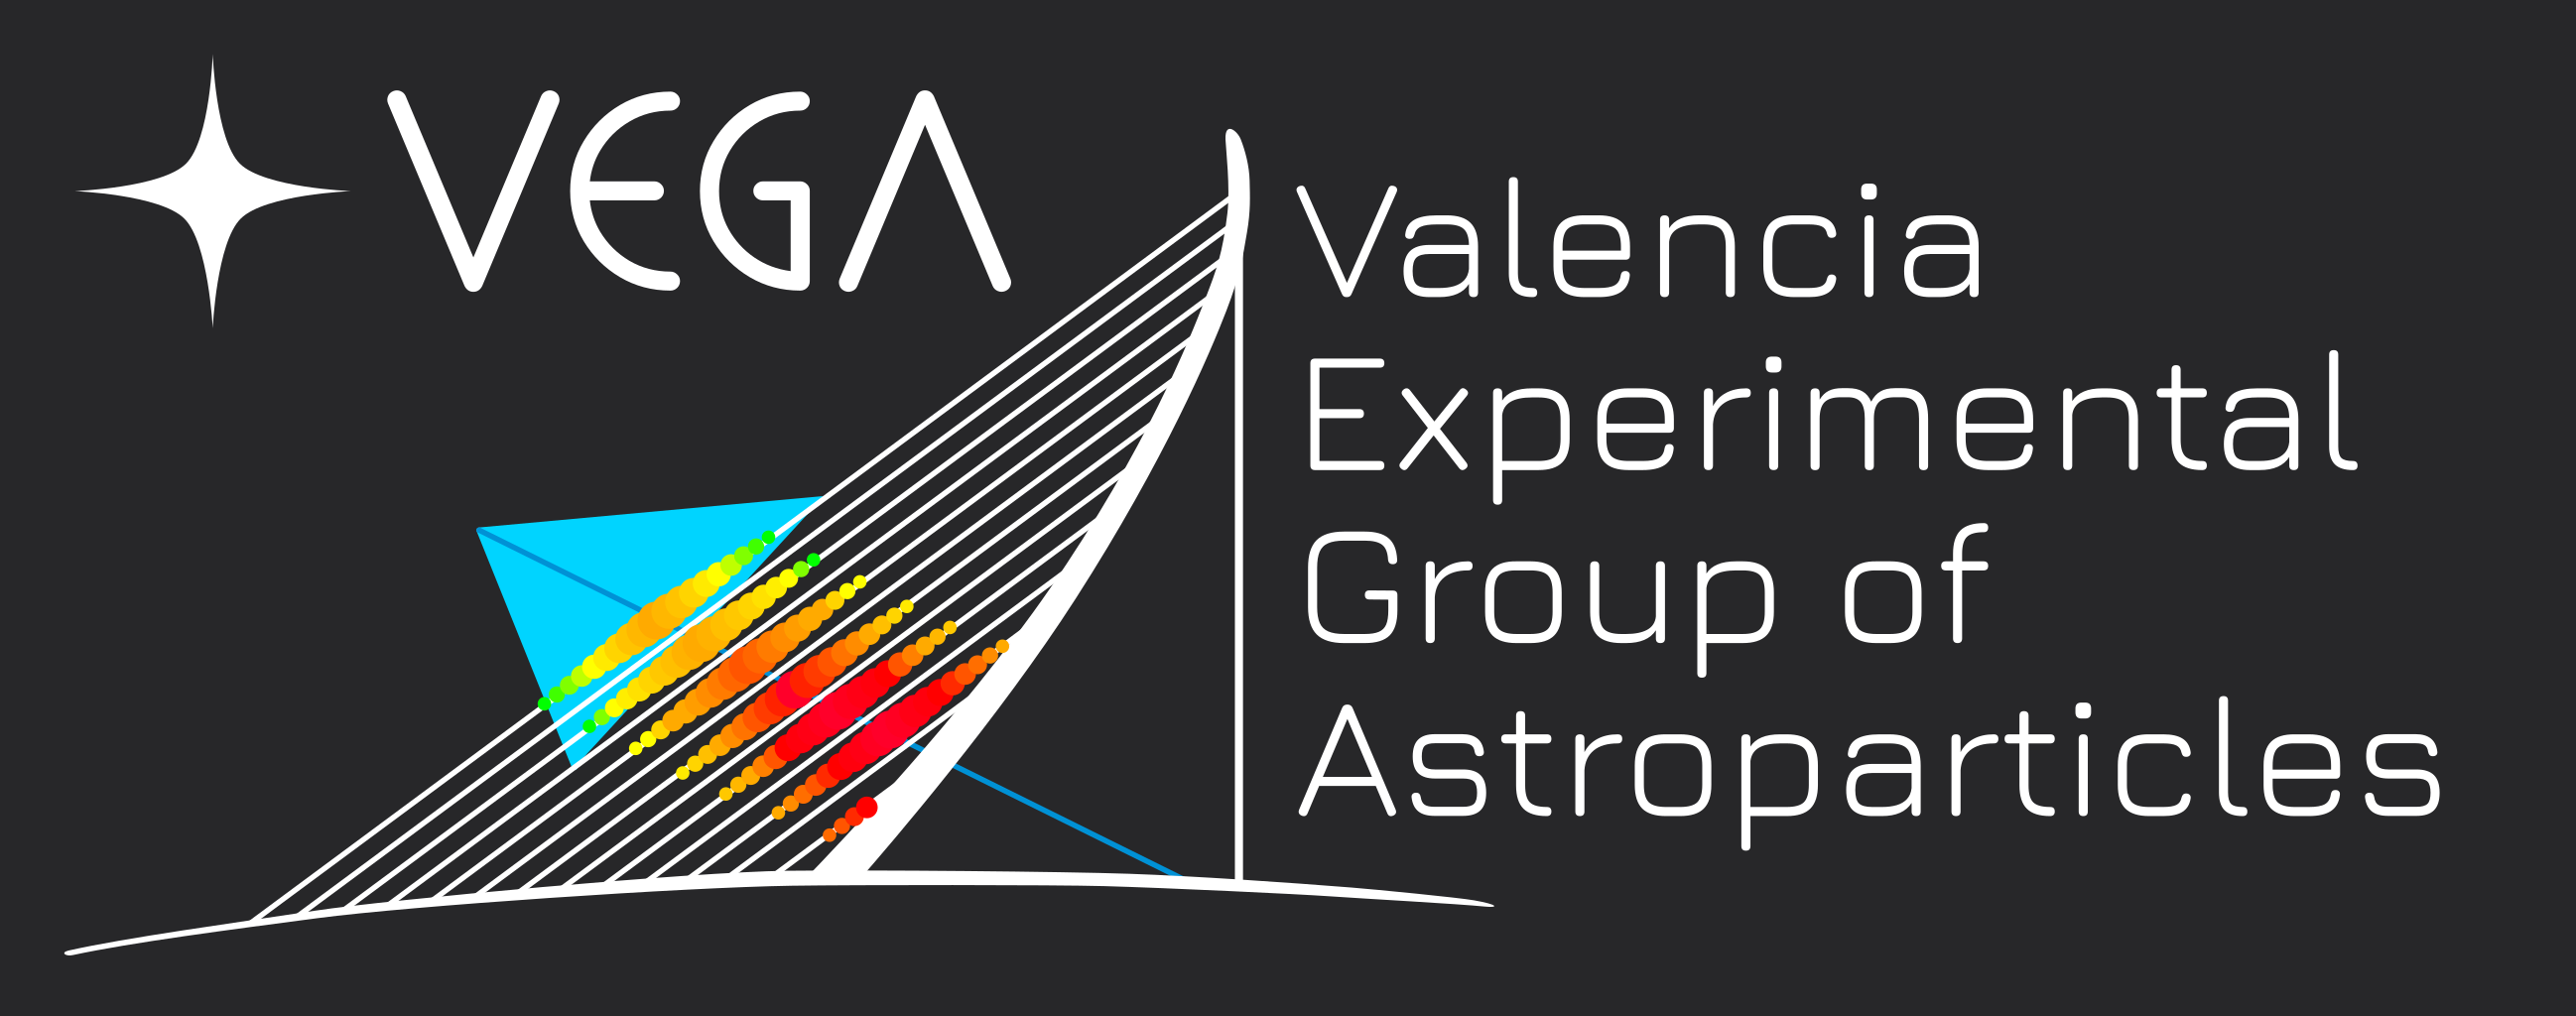 VEGA
Valencia
Experimental
Group of
Astroparticles